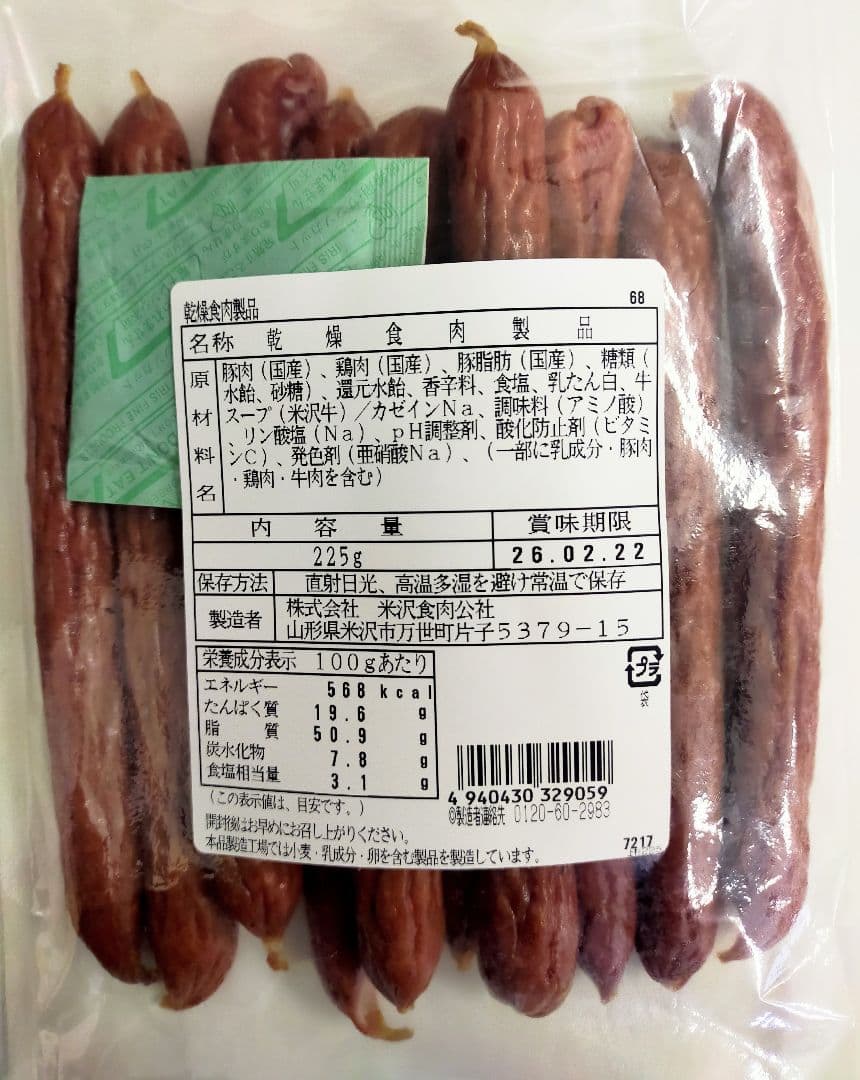 乾燥食肉製品
68
名称 乾燥食肉製品
原材料名
豚肉（国産）、鶏肉（国産）、豚脂肪（国産）、糖類（
水飴、砂糖）、還元水飴、香辛料、食塩、乳たん白、牛
スープ（米沢牛）／カゼインNa、調味料（アミノ酸）
、リン酸塩（Na）、pH調整剤、酸化防止剤（ビタミ
ンC）、発色剤（亜硝酸Na）、（一部に乳成分・豚肉
・鶏肉・牛肉を含む）
内容量 賞味期限
225g 26.02.22
保存方法 直射日光、高温多湿を避け常温で保存
製造者 株式会社 米沢食肉公社
山形県米沢市万世町片子5379-15
栄養成分表示 100gあたり
エネルギー 568 kcal
たんぱく質 19.6 g
脂質 50.9 g
炭水化物 7.8 g
食塩相当量 3.1 g
（この表示値は、目安です。）
プラ
袋
4 940430 329059
◎製造者連絡先 0120-60-2983
開封後はお早めにお召し上がりください。
本品製造工場では小麦・乳成分・卵を含む製品を製造しています。
7217